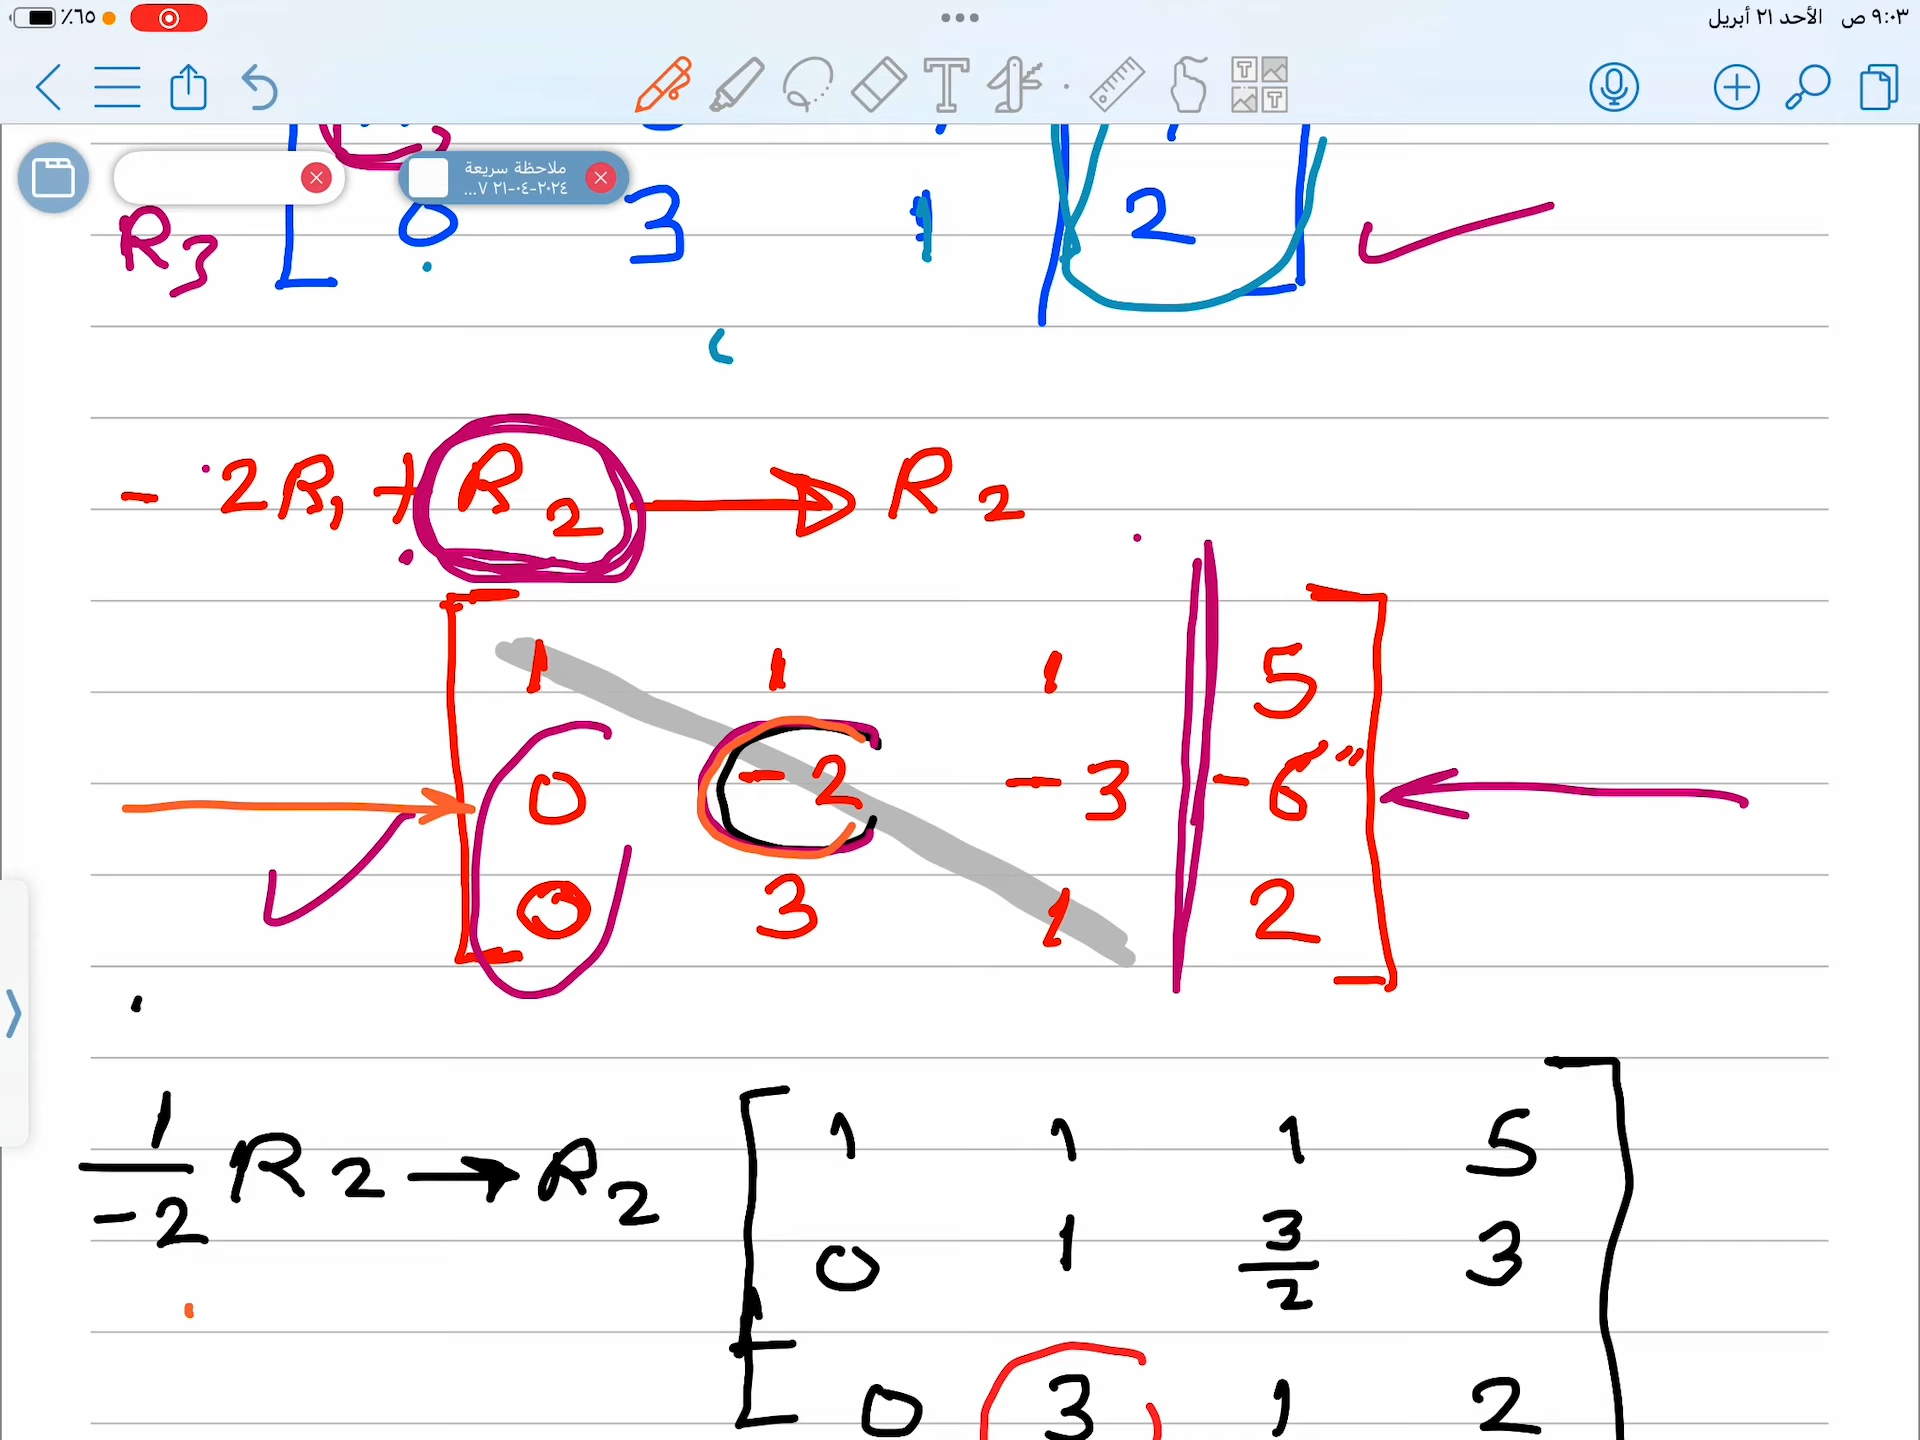 ٪٦٥
٩:٠٣ ص الأحد ٢١ أبريل
ملاحظة سريعة
٢٠٢٤-٠٤-٢١ ٧...
R3 0 3 1 2
- 2R1 + R2 → R2
1 1 1 5
0 -2 -3 -6
0 3 1 2
1/-2 R2 → R2
1 1 1 5
0 1 3/2 3
0 3 1 2